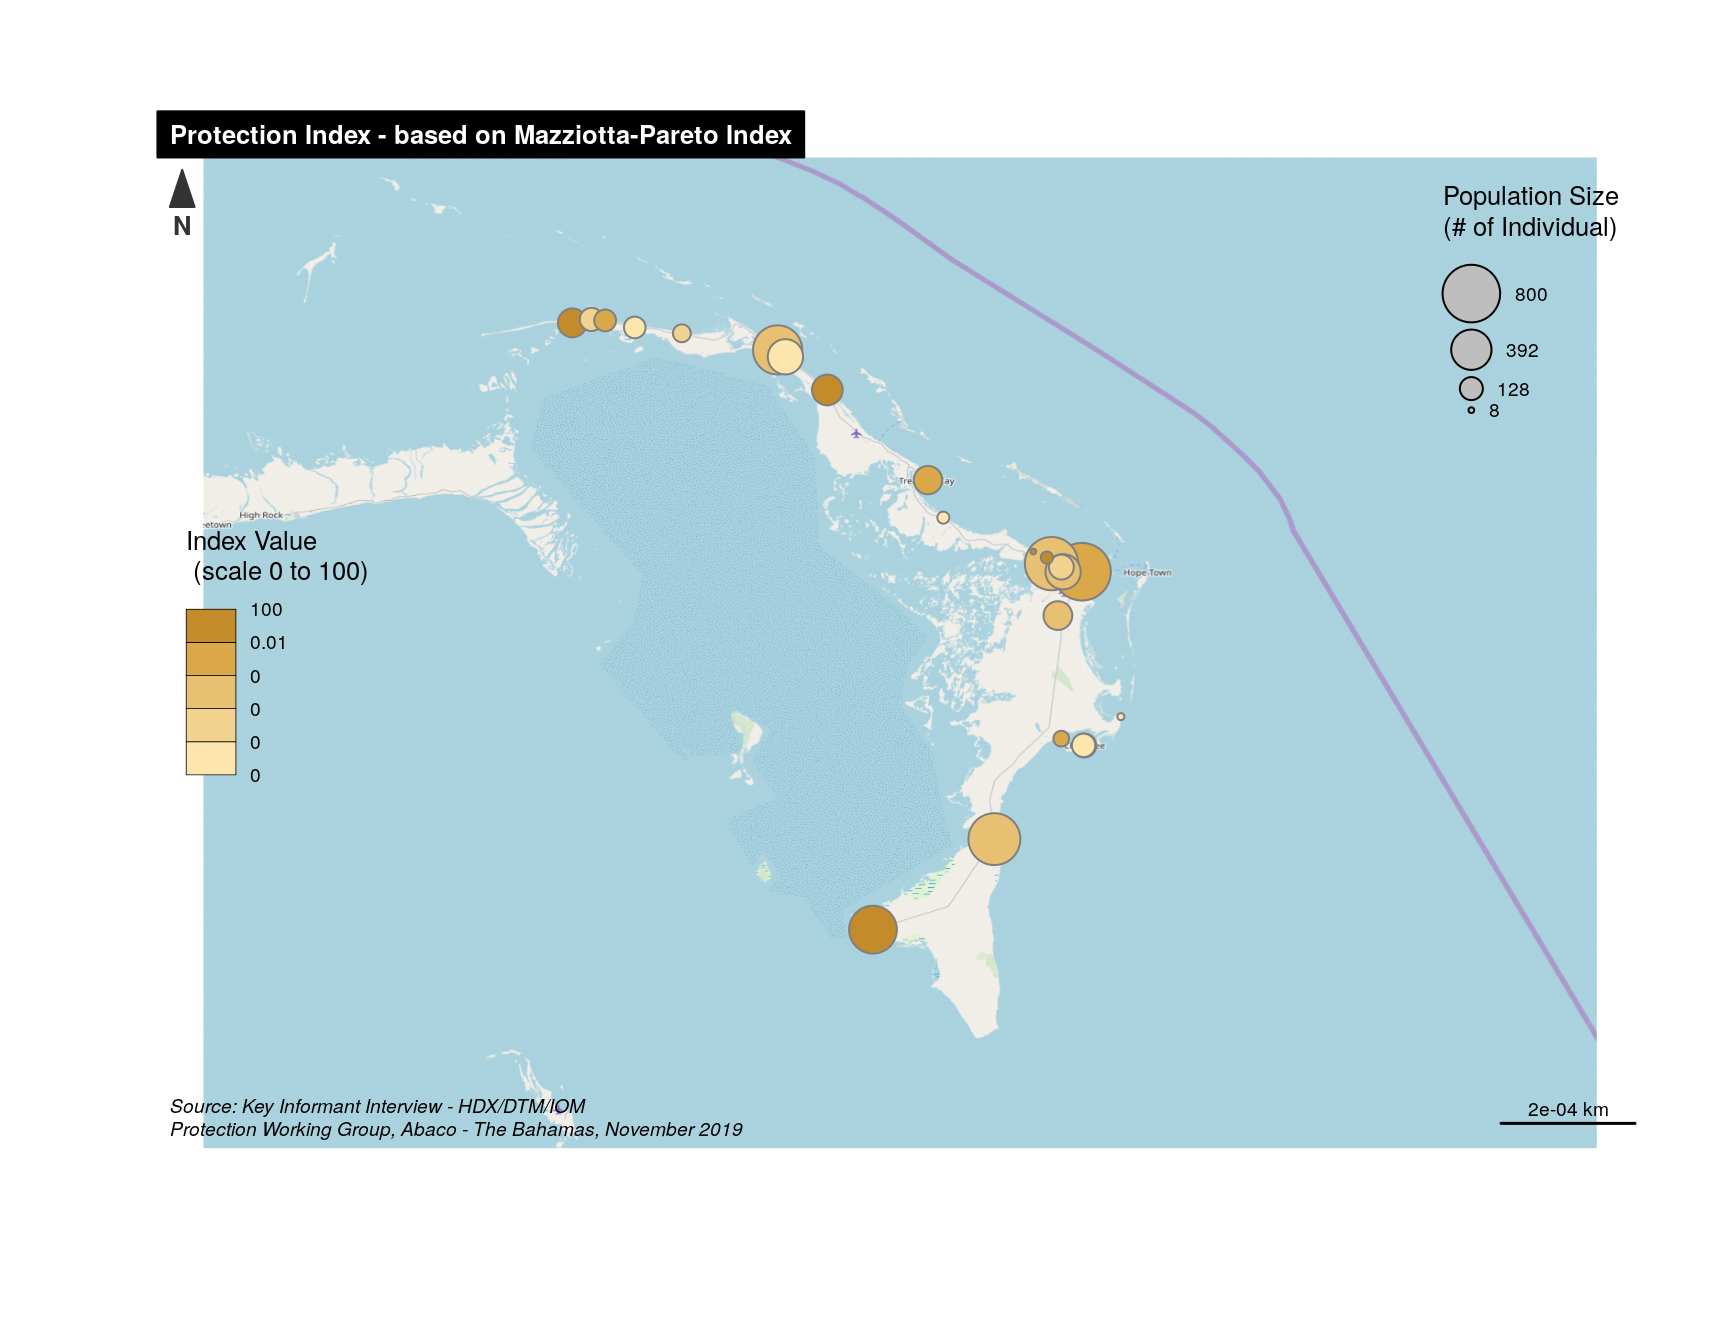 Protection Index - based on Mazziotta-Pareto Index
N
Population Size
(# of Individual)
800
392
128
8
High Rock
eetown
Index Value
(scale 0 to 100)
100
0.01
0
0
0
0
Hope Town
Source: Key Informant Interview - HDX/DTM/IOM
Protection Working Group, Abaco - The Bahamas, November 2019
2e-04 km